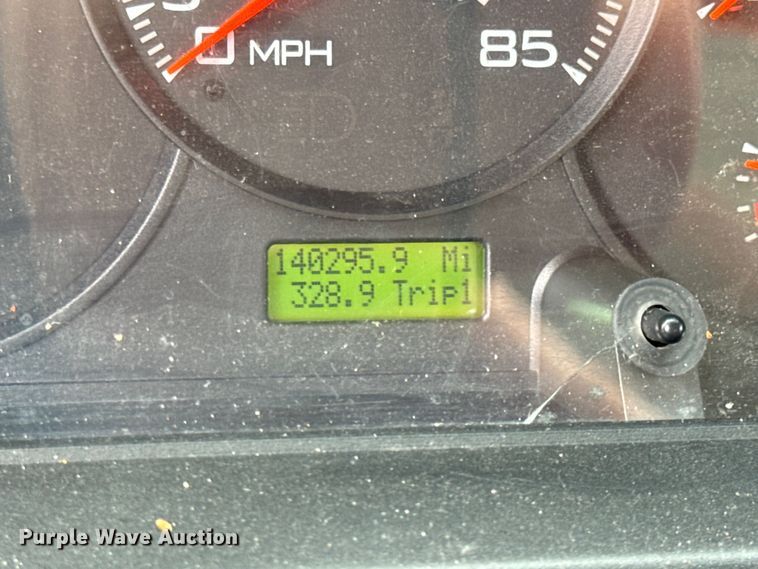 0 MPH 85
140295.9 Mi
328.9 Trip1
Purple Wave Auction